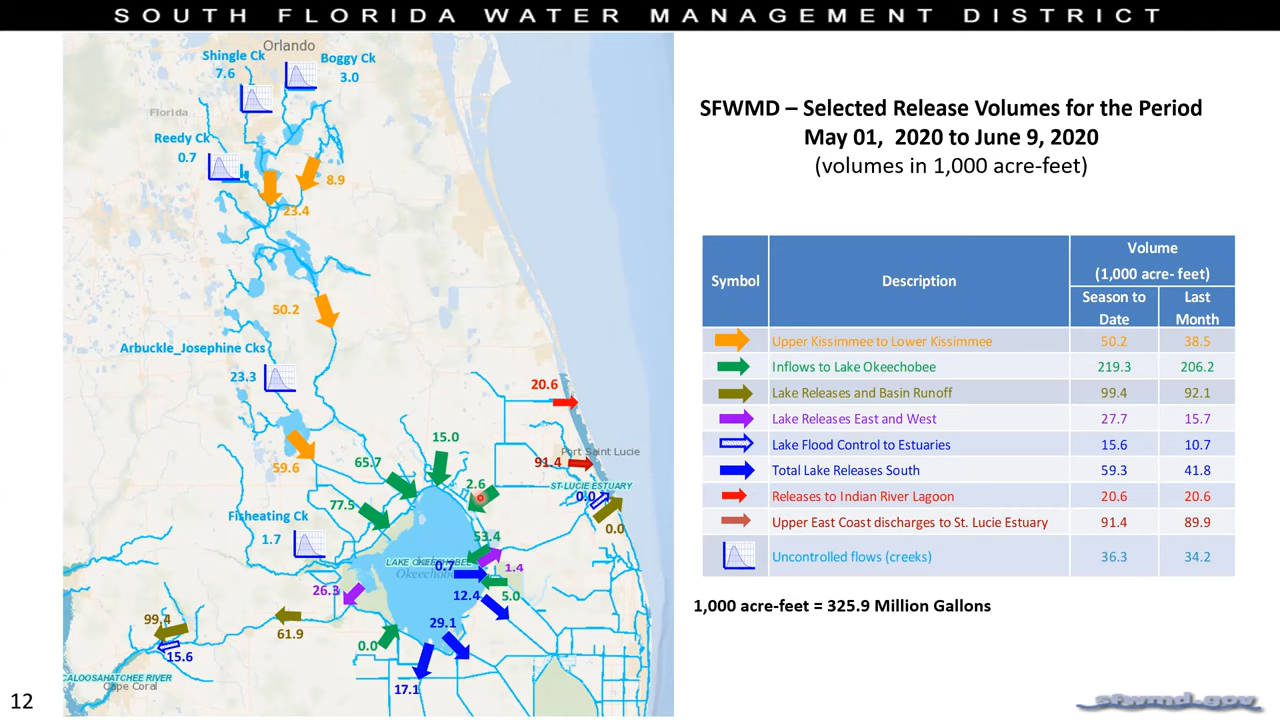 SOUTH FLORIDA WATER MANAGEMENT DISTRICT
Orlando
Shingle Ck
7.6
Boggy Ck
3.0
Florida
Reedy Ck
0.7
8.9
23.4
50.2
Arbuckle_Josephine Cks
23.3
59.6
20.6
15.0
65.7
Port Saint Lucie
91.4
ST-LUCIE ESTUARY
2.6
0.0
77.5
0.0
Fisheating Ck
1.7
53.4
LAKE OKEECHOBEE
Okeechobee
0.7
1.4
26.3
12.4
5.0
99.4
61.9
29.1
0.0
15.6
17.1
CALOOSAHATCHEE RIVER
Cape Coral
12
SFWMD – Selected Release Volumes for the Period
May 01, 2020 to June 9, 2020
(volumes in 1,000 acre-feet)
Symbol Description Volume
(1,000 acre- feet)
Season to Date Last Month
Upper Kissimmee to Lower Kissimmee 50.2 38.5
Inflows to Lake Okeechobee 219.3 206.2
Lake Releases and Basin Runoff 99.4 92.1
Lake Releases East and West 27.7 15.7
Lake Flood Control to Estuaries 15.6 10.7
Total Lake Releases South 59.3 41.8
Releases to Indian River Lagoon 20.6 20.6
Upper East Coast discharges to St. Lucie Estuary 91.4 89.9
Uncontrolled flows (creeks) 36.3 34.2
1,000 acre-feet = 325.9 Million Gallons
sfwmd.gov